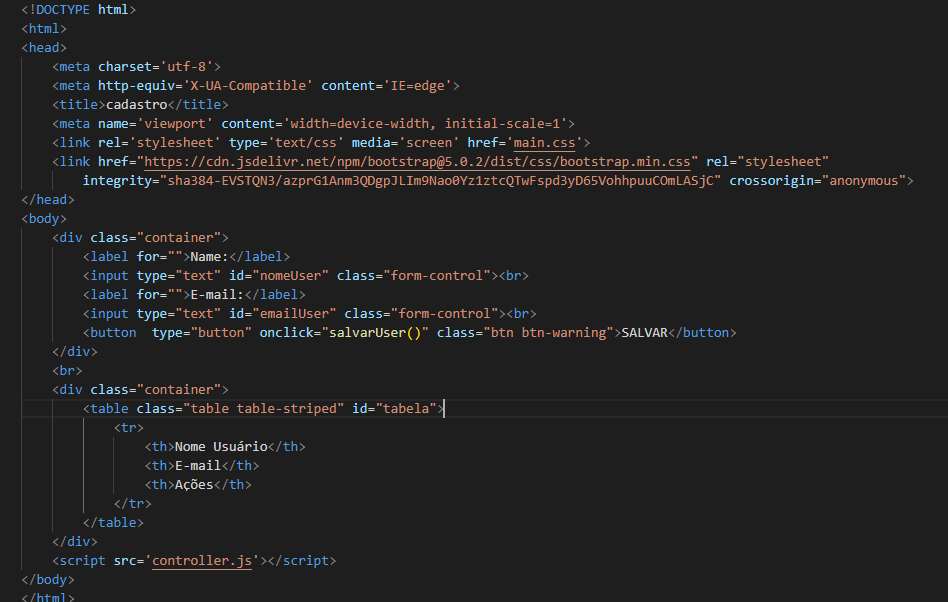 <!DOCTYPE html>
<html>
<head>
    <meta charset='utf-8'>
    <meta http-equiv='X-UA-Compatible' content='IE=edge'>
    <title>cadastro</title>
    <meta name='viewport' content='width=device-width, initial-scale=1'>
    <link rel='stylesheet' type='text/css' media='screen' href='main.css'>
    <link href="https://cdn.jsdelivr.net/npm/bootstrap@5.0.2/dist/css/bootstrap.min.css" rel="stylesheet"
        integrity="sha384-EVSTQN3/azprG1Anm3QDgpJLIm9Nao0Yz1ztcQTwFspd3yD65VohhpuuCOmLASjC" crossorigin="anonymous">
</head>
<body>
    <div class="container">
        <label for="">Name:</label>
        <input type="text" id="nomeUser" class="form-control"><br>
        <label for="">E-mail:</label>
        <input type="text" id="emailUser" class="form-control"><br>
        <button  type="button" onclick="salvarUser()" class="btn btn-warning">SALVAR</button>
    </div>
    <br>
    <div class="container">
        <table class="table table-striped" id="tabela">
            <tr>
                <th>Nome Usuário</th>
                <th>E-mail</th>
                <th>Ações</th>
            </tr>
        </table>
    </div>
    <script src='controller.js'></script>
</body>
</html>